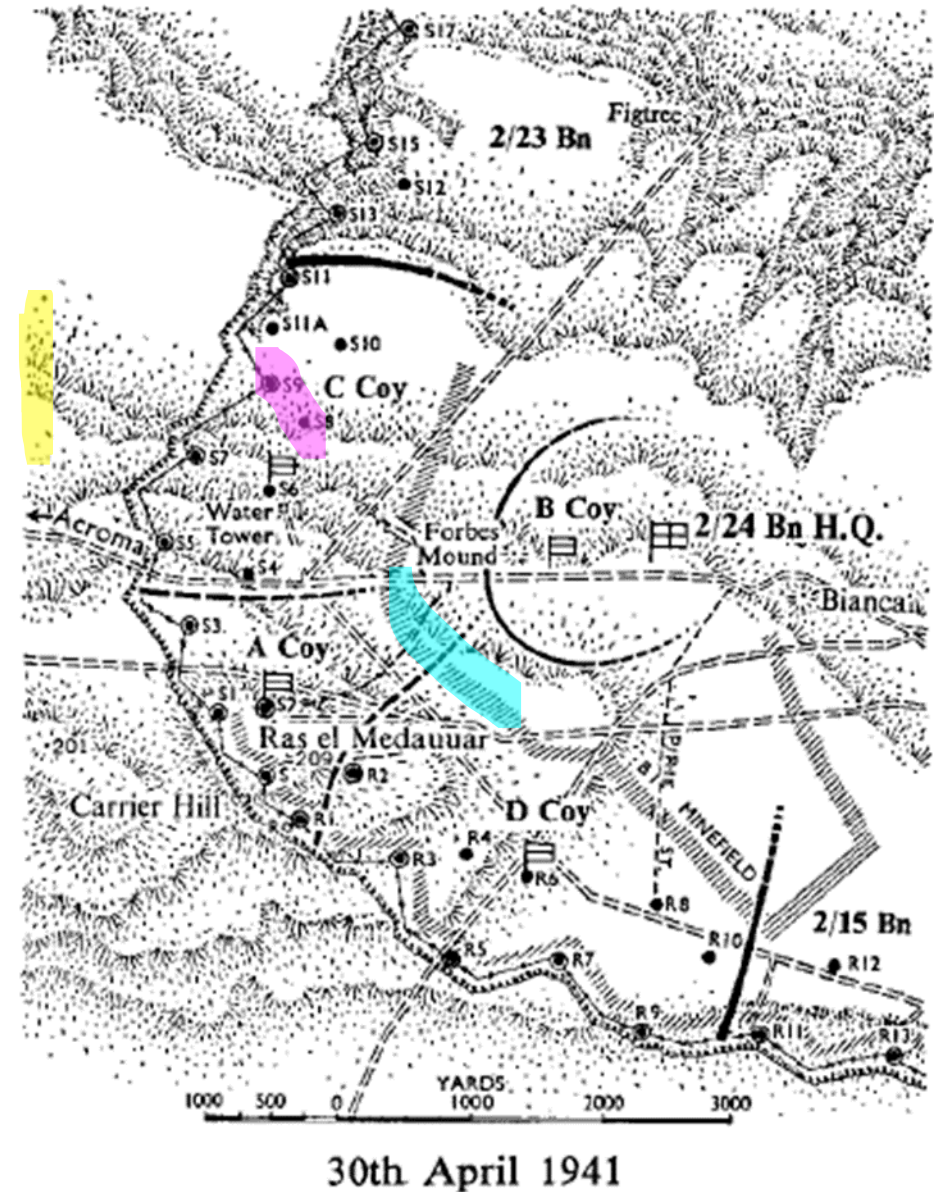 S17
Figtree
2/23 Bn
S15
S12
S13
S11
S11A
S10
S9
C Coy
S8
S7
S6
Water
Tower
B Coy
2/24 Bn H.Q.
Forbes
Mound
Acroma
S5
S4
Bianca
S3
A Coy
S1
S2
Ras el Medauuar
201
209
R2
Carrier Hill
R1
D Coy
PIRIE ST.
B1
MINEFIELD
R3
R4
R6
R8
2/15 Bn
R10
R12
R5
R7
R9
R11
R13
YARDS
1000 500 0 1000 2000 3000
30th April 1941